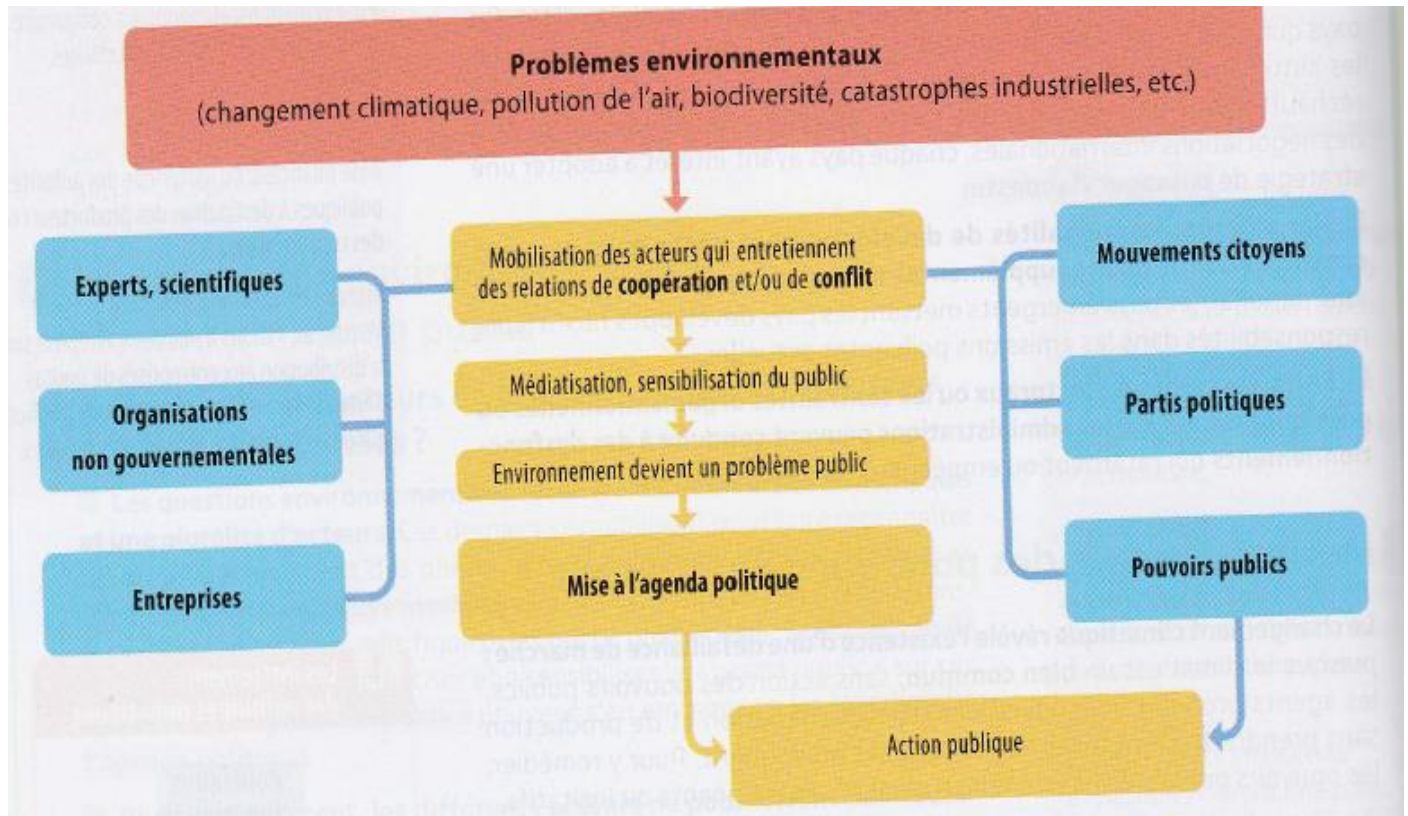 Problèmes environnementaux
(changement climatique, pollution de l'air, biodiversité, catastrophes industrielles, etc.)
Mobilisation des acteurs qui entretiennent
des relations de coopération et/ou de conflit
Médiatisation, sensibilisation du public
Environnement devient un problème public
Mise à l'agenda politique
Action publique
Experts, scientifiques
Organisations
non gouvernementales
Entreprises
Mouvements citoyens
Partis politiques
Pouvoirs publics